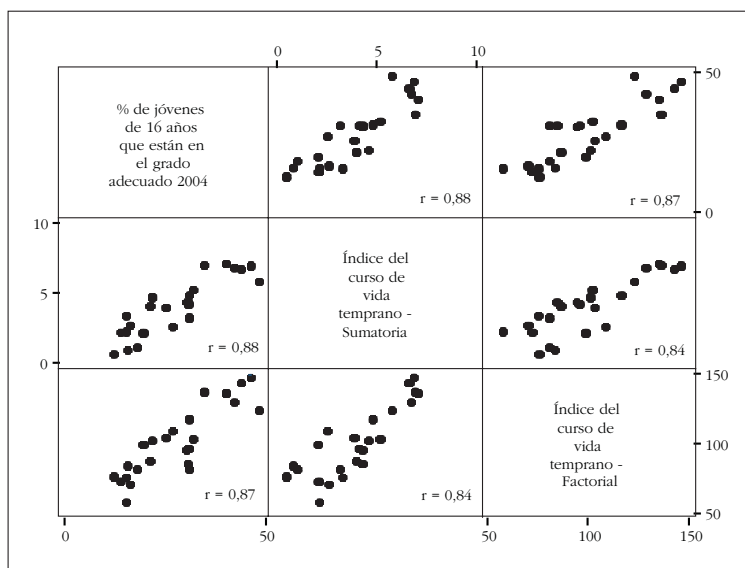 0 5 10
% de jóvenes
de 16 años
que están en
el grado
adecuado 2004
r = 0,88
r = 0,87
50
0
10
5
0
r = 0,88
Índice del
curso de
vida
temprano -
Sumatoria
r = 0,84
r = 0,87
r = 0,84
Índice del
curso de
vida
temprano -
Factorial
150
100
50
0 50 50 100 150